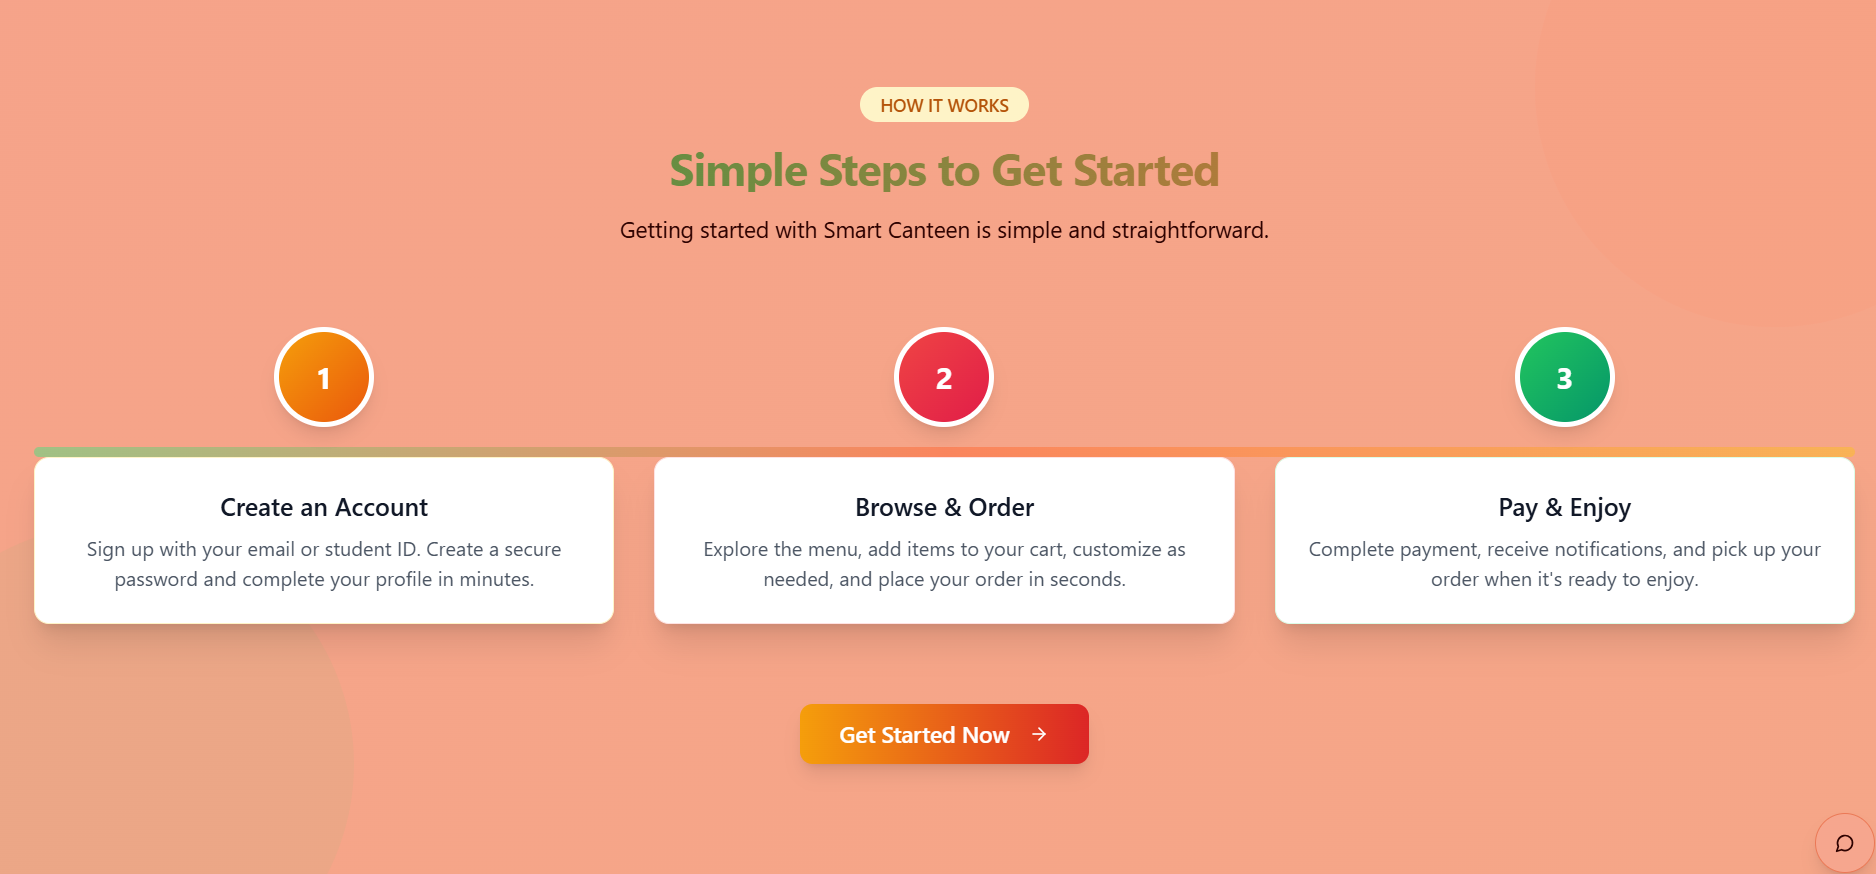 HOW IT WORKS
Simple Steps to Get Started
Getting started with Smart Canteen is simple and straightforward.
1
2
3
Create an Account
Sign up with your email or student ID. Create a secure
password and complete your profile in minutes.
Browse & Order
Explore the menu, add items to your cart, customize as
needed, and place your order in seconds.
Pay & Enjoy
Complete payment, receive notifications, and pick up your
order when it's ready to enjoy.
Get Started Now